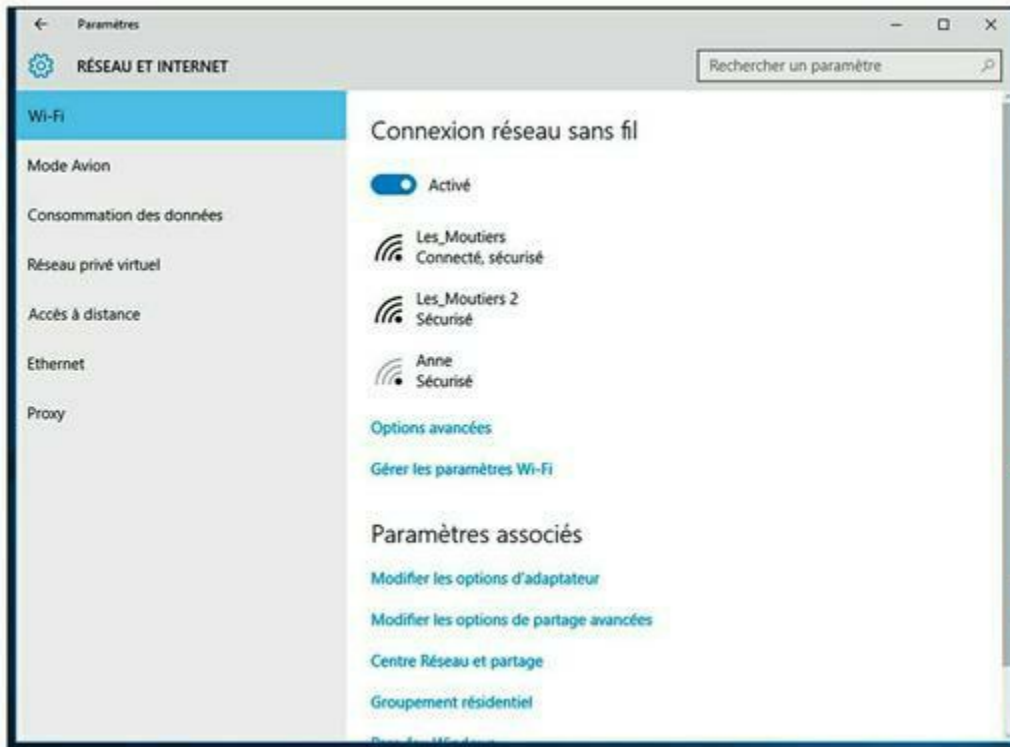 Paramètres
RÉSEAU ET INTERNET
Rechercher un paramètre
Wi-Fi
Mode Avion
Consommation des données
Réseau privé virtuel
Accès à distance
Ethernet
Proxy
Connexion réseau sans fil
Activé
Les_Moutiers
Connecté, sécurisé
Les_Moutiers 2
Sécurisé
Anne
Sécurisé
Options avancées
Gérer les paramètres Wi-Fi
Paramètres associés
Modifier les options d'adaptateur
Modifier les options de partage avancées
Centre Réseau et partage
Groupement résidentiel